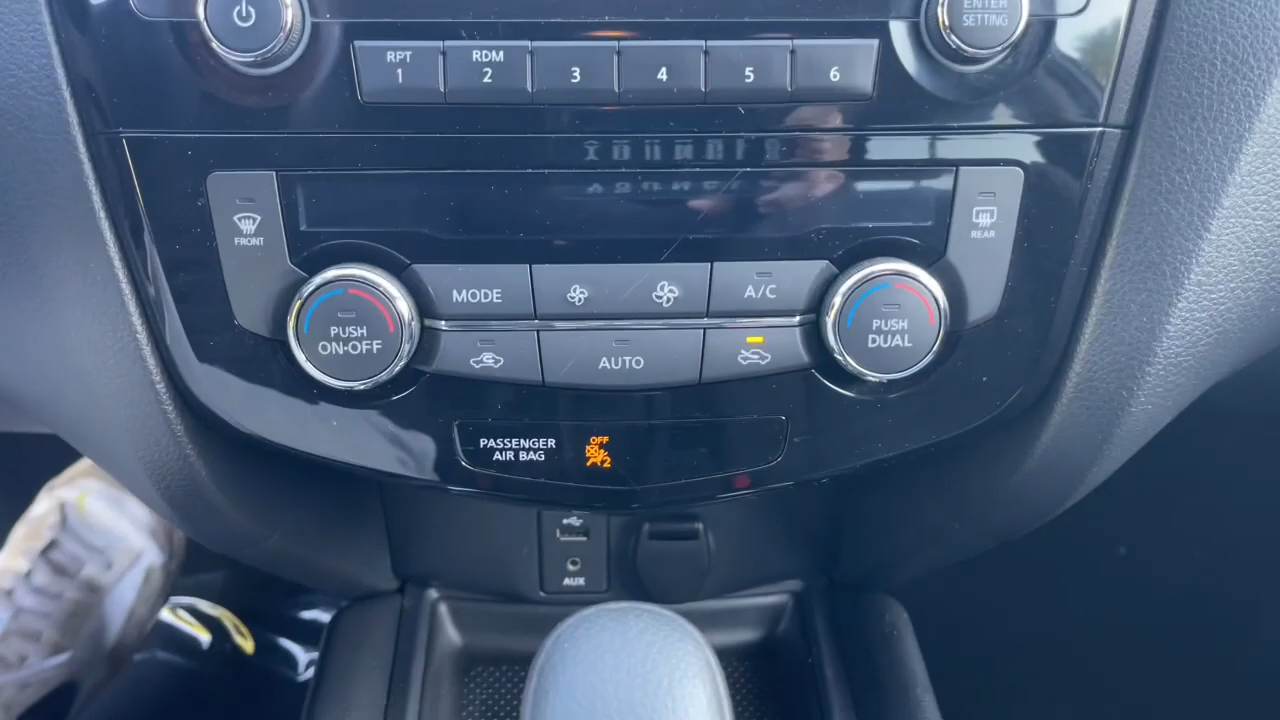 ENTER
SETTING
RPT
1
RDM
2
3
4
5
6
FRONT
REAR
MODE
A/C
PUSH
ON·OFF
AUTO
PUSH
DUAL
PASSENGER
AIR BAG
OFF
2
AUX